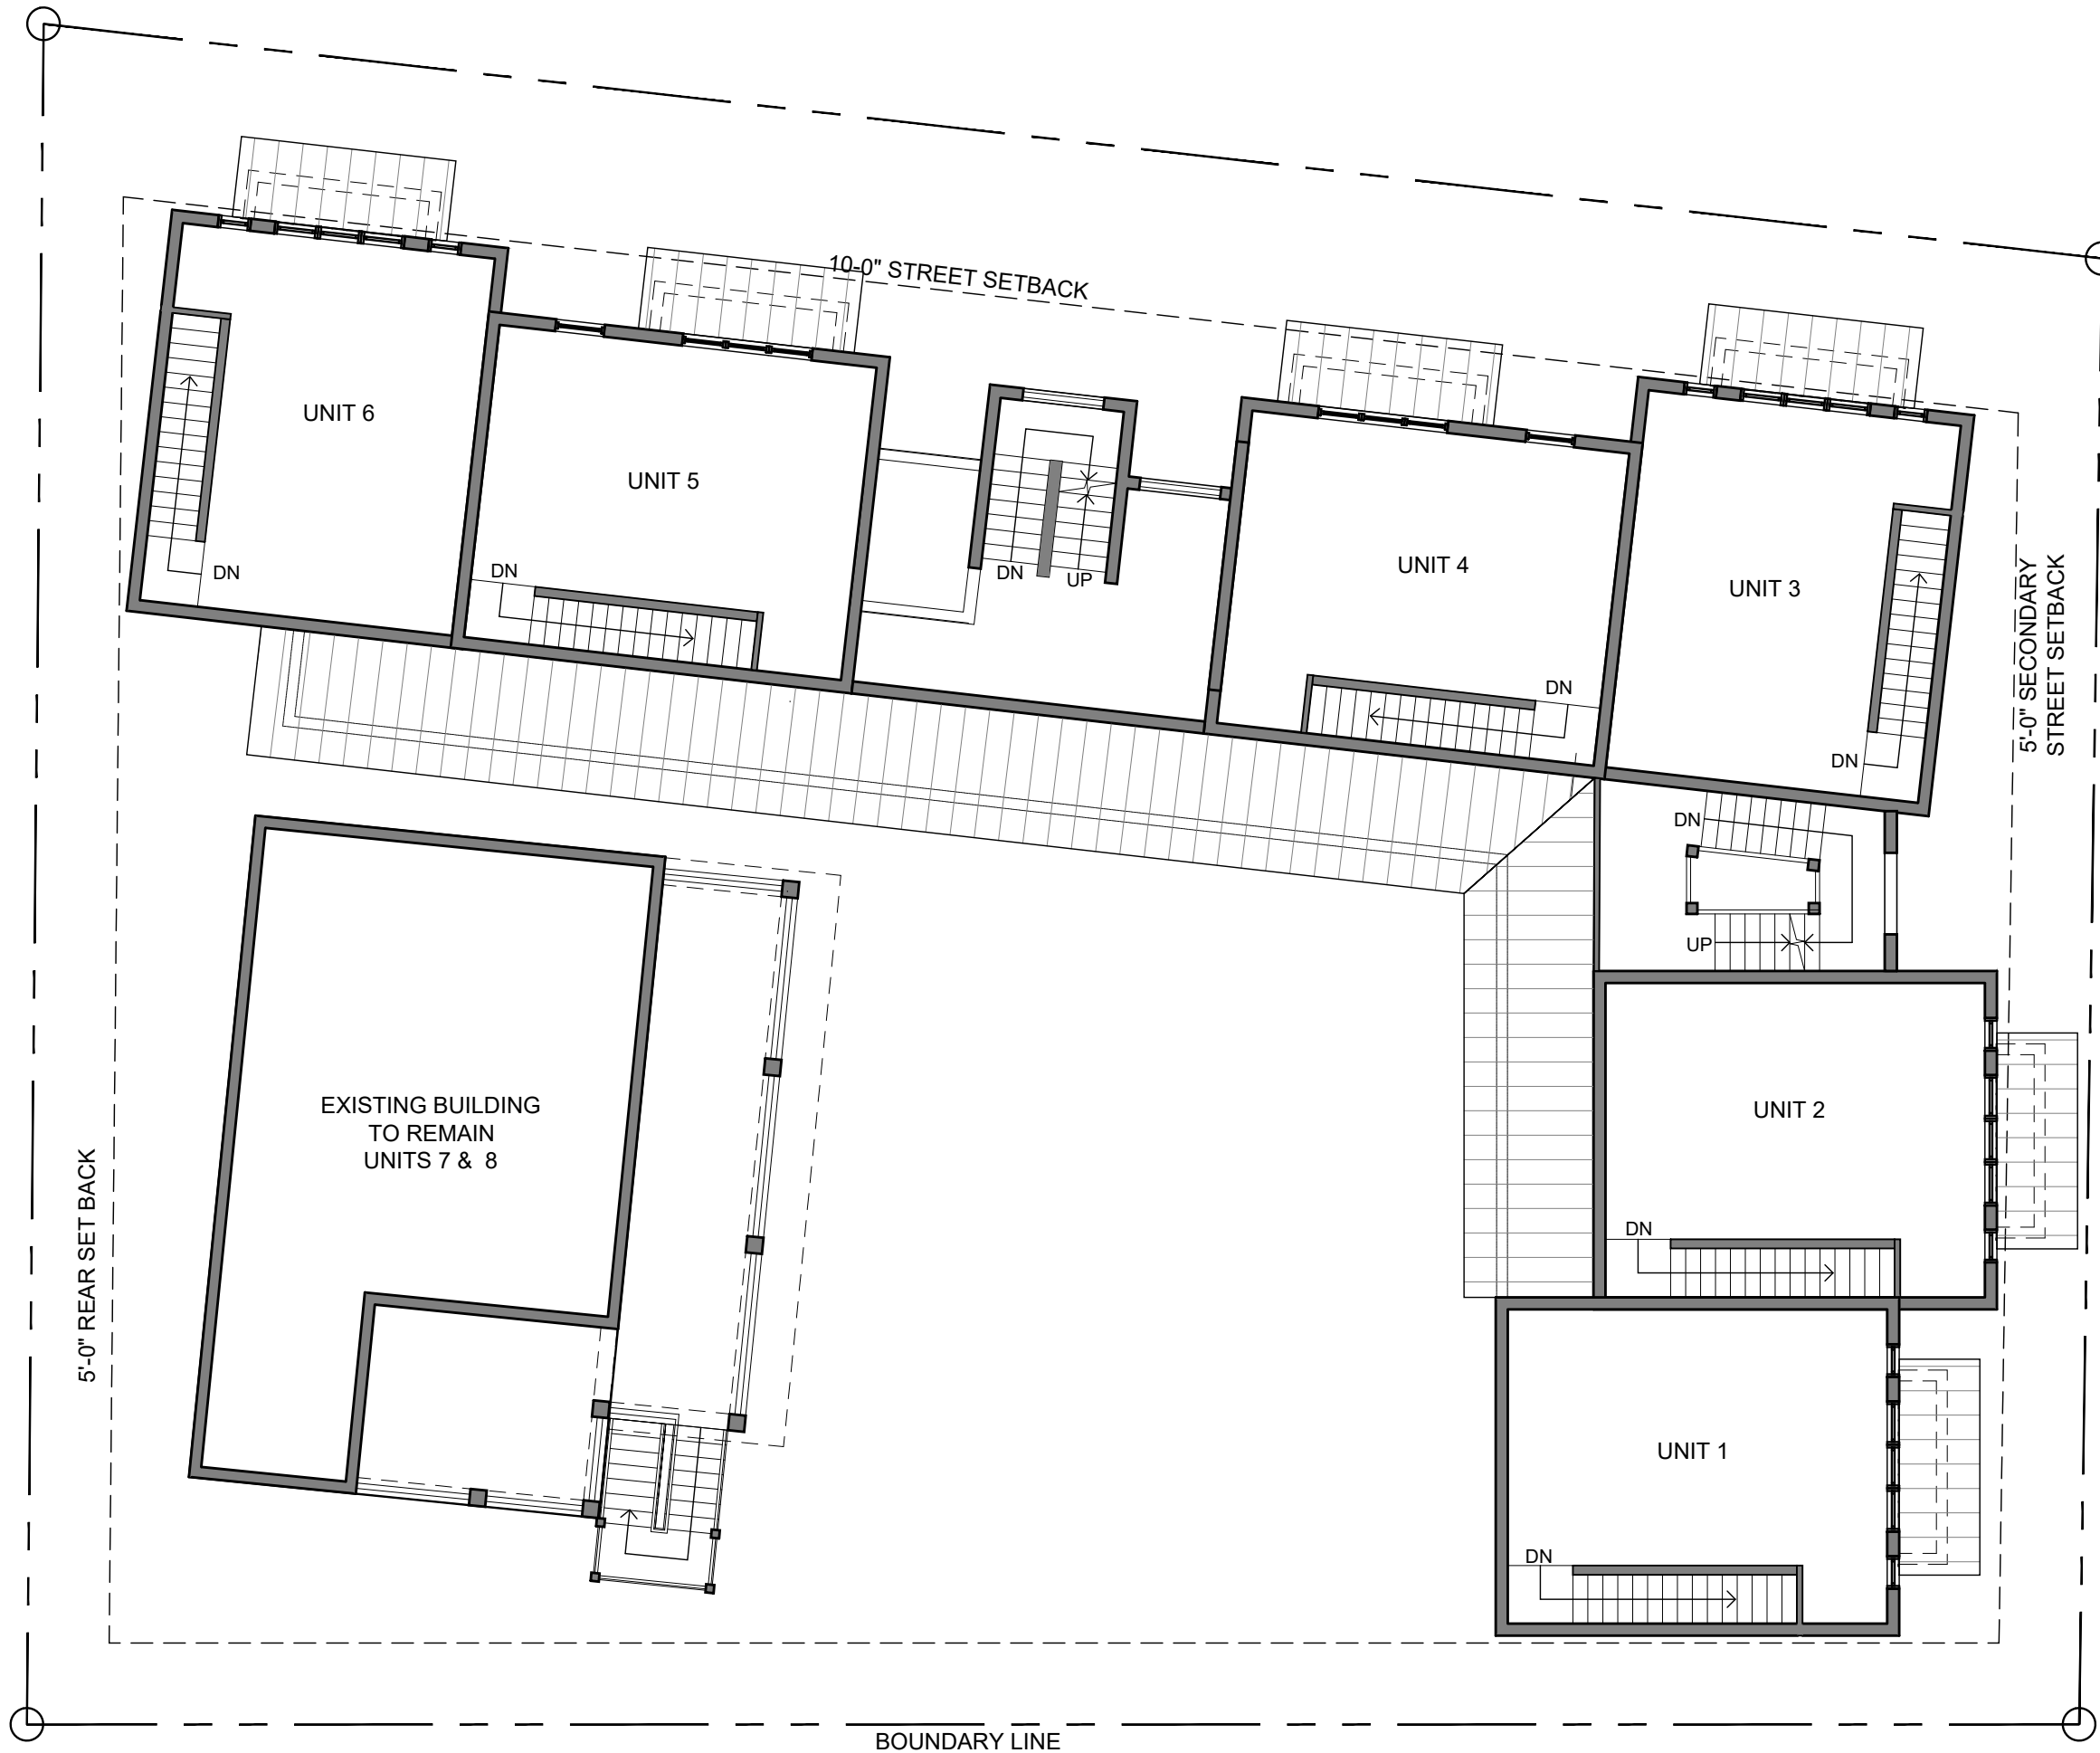 10-0" STREET SETBACK
UNIT 6
UNIT 5
UNIT 4
UNIT 3
DN
DN
DN
UP
DN
DN
5'-0" SECONDARY
STREET SETBACK
DN
UP
EXISTING BUILDING
TO REMAIN
UNITS 7 &  8
UNIT 2
5'-0" REAR SET BACK
DN
UNIT 1
DN
BOUNDARY LINE